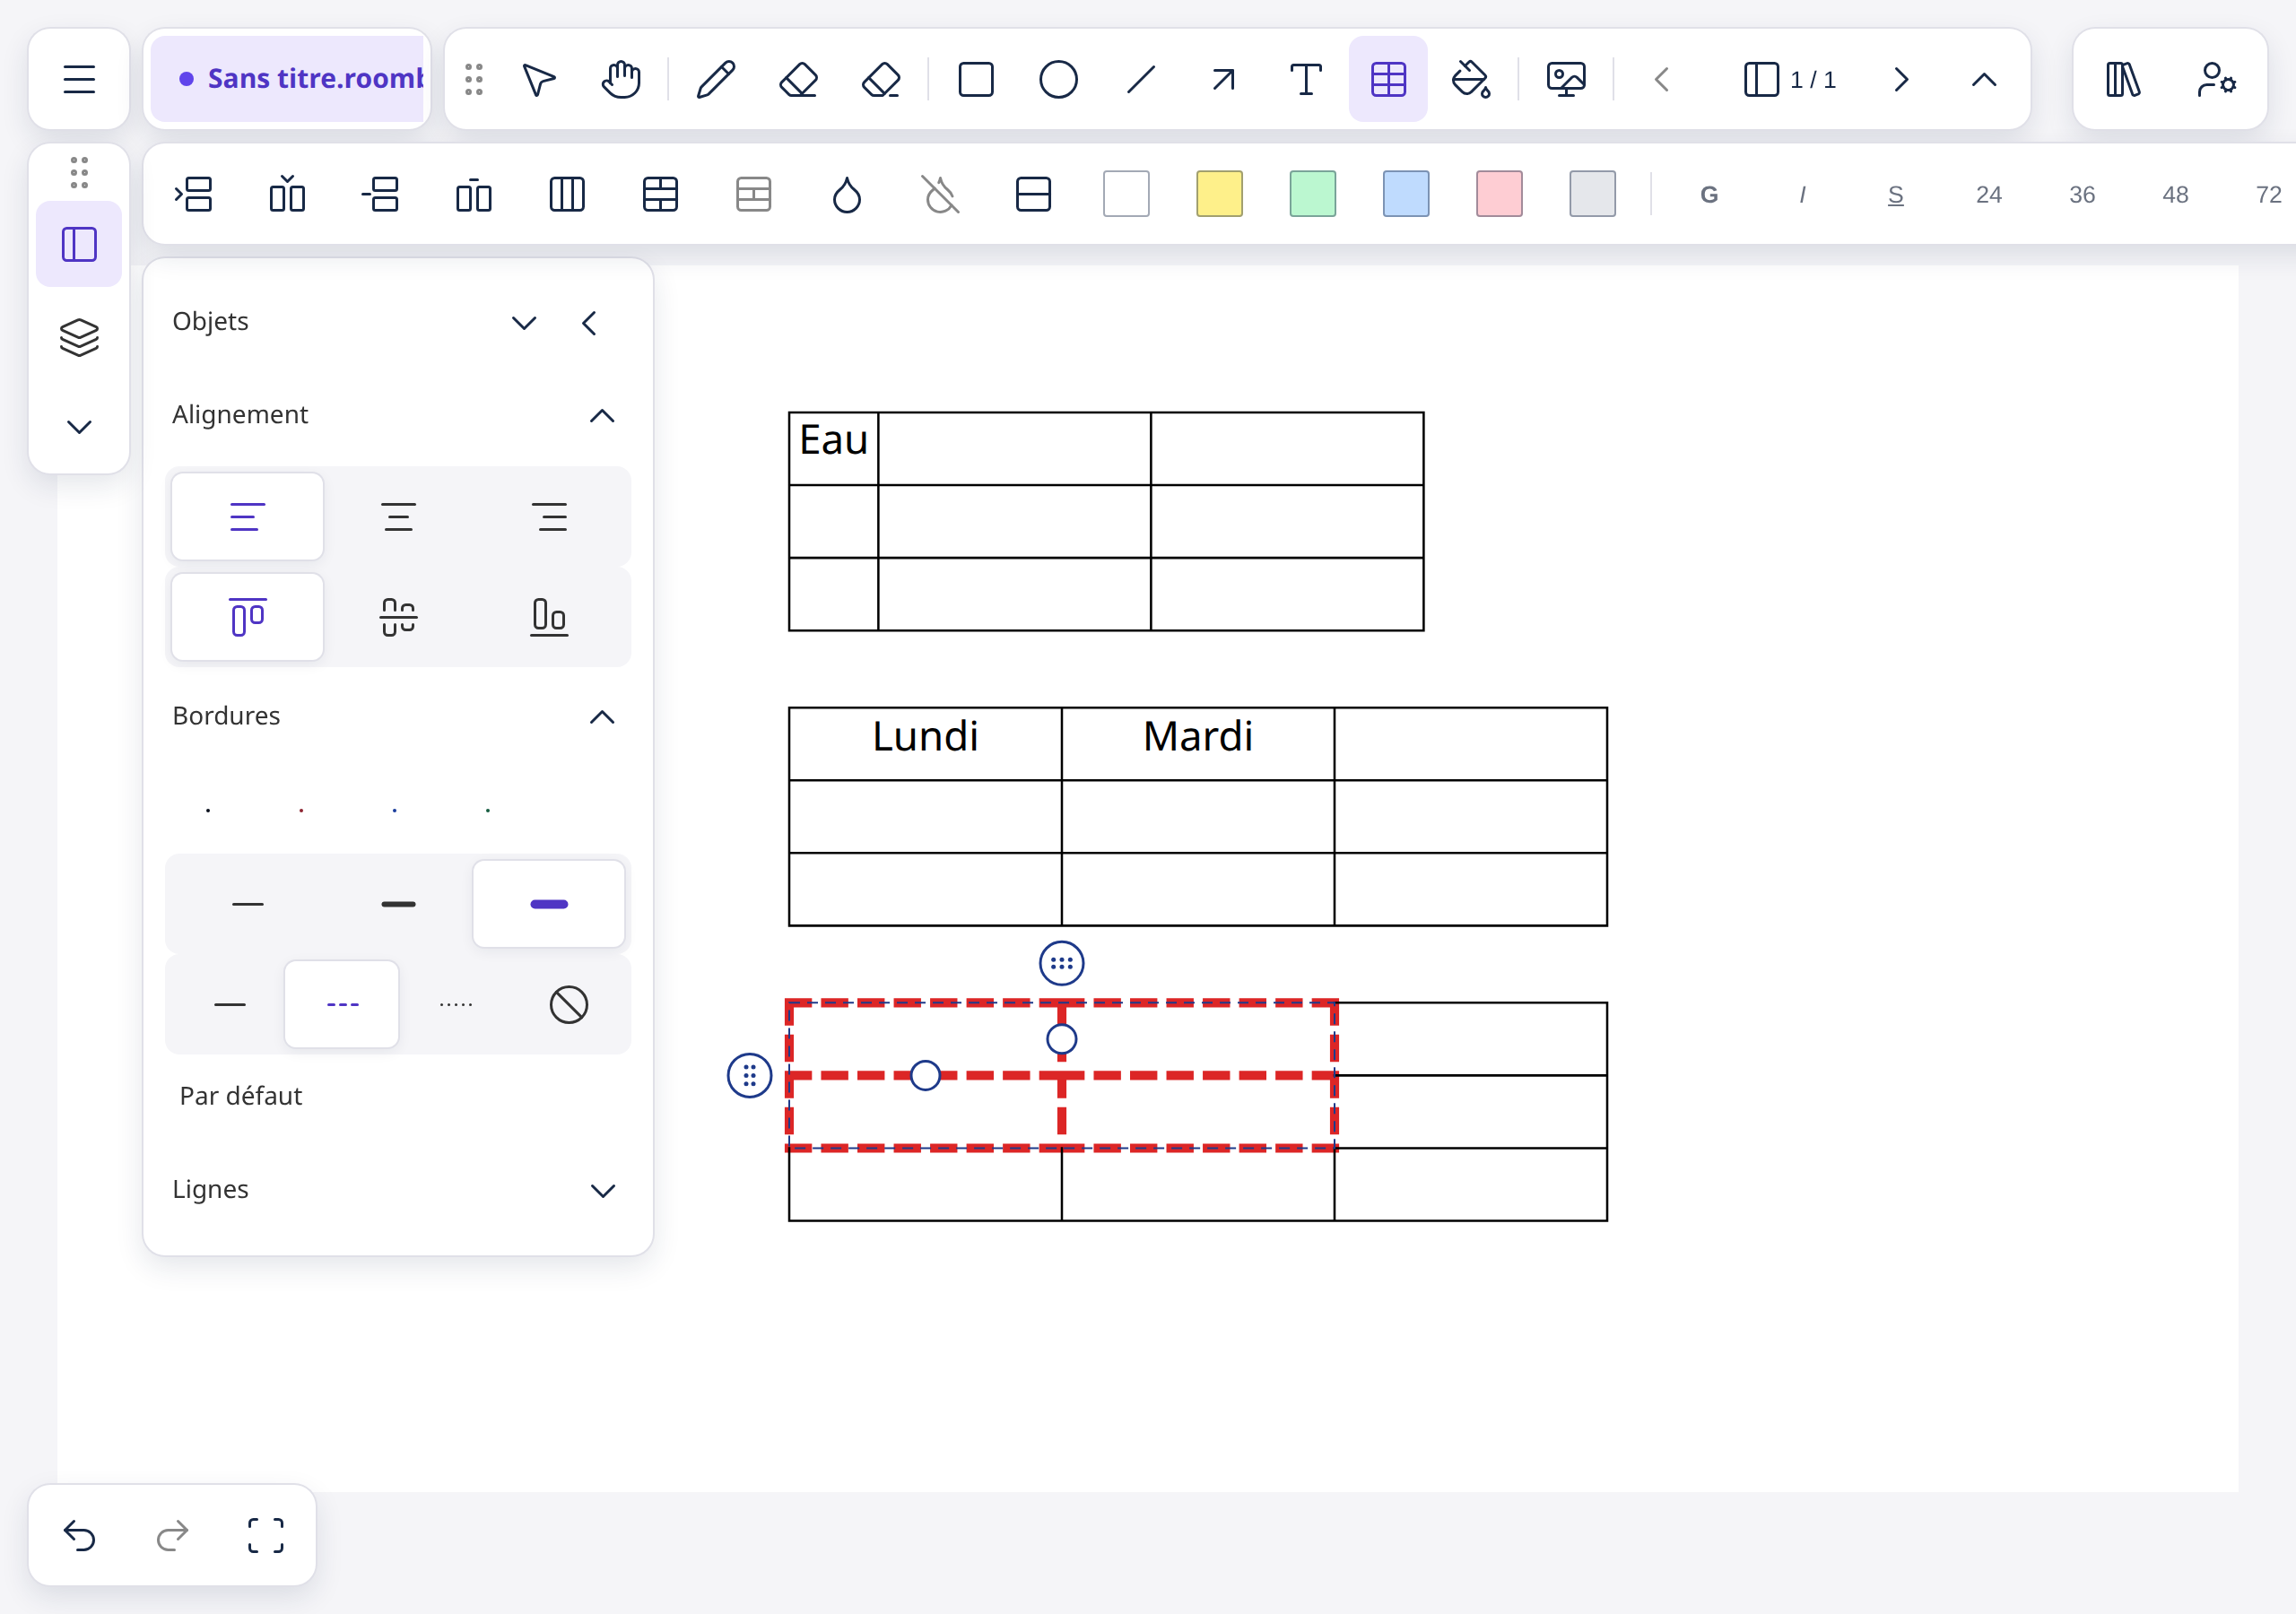 Sans titre.roomb
1 / 1
G I S 24 36 48 72
Objets
Alignement
Bordures
Par défaut
Lignes
Eau
Lundi Mardi